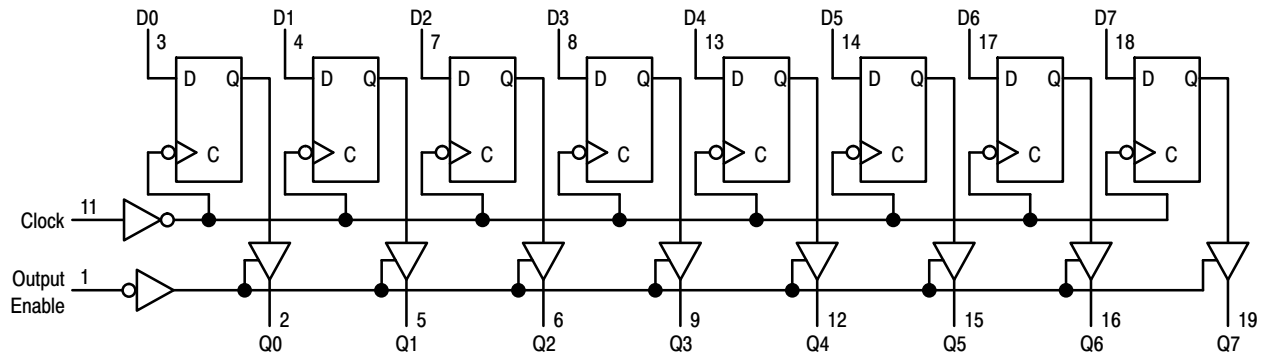 D0 D1 D2 D3 D4 D5 D6 D7
3 4 7 8 13 14 17 18
D Q D Q D Q D Q D Q D Q D Q D Q
C C C C C C C C
Clock 11
Output Enable 1
2 5 6 9 12 15 16 19
Q0 Q1 Q2 Q3 Q4 Q5 Q6 Q7